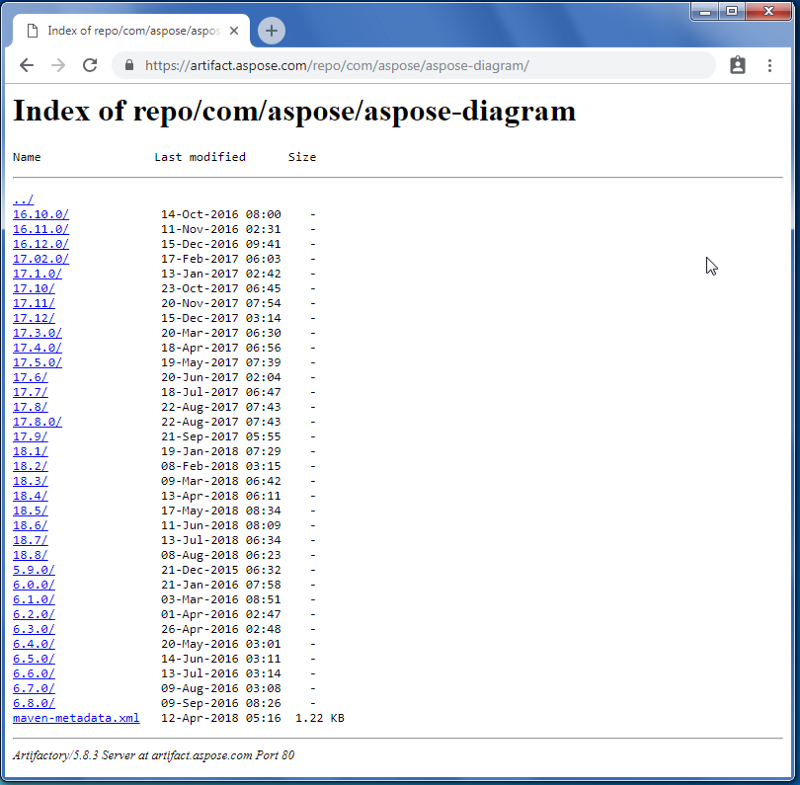 Index of repo/com/aspose/aspos
https://artifact.aspose.com/repo/com/aspose/aspose-diagram/
Index of repo/com/aspose/aspose-diagram
Name Last modified Size
../
16.10.0/ 14-Oct-2016 08:00 -
16.11.0/ 11-Nov-2016 02:31 -
16.12.0/ 15-Dec-2016 09:41 -
17.02.0/ 17-Feb-2017 06:03 -
17.1.0/ 13-Jan-2017 02:42 -
17.10/ 23-Oct-2017 06:45 -
17.11/ 20-Nov-2017 07:54 -
17.12/ 15-Dec-2017 03:14 -
17.3.0/ 20-Mar-2017 06:30 -
17.4.0/ 18-Apr-2017 06:56 -
17.5.0/ 19-May-2017 07:39 -
17.6/ 20-Jun-2017 02:04 -
17.7/ 18-Jul-2017 06:47 -
17.8/ 22-Aug-2017 07:43 -
17.8.0/ 22-Aug-2017 07:43 -
17.9/ 21-Sep-2017 05:55 -
18.1/ 19-Jan-2018 07:29 -
18.2/ 08-Feb-2018 03:15 -
18.3/ 09-Mar-2018 06:42 -
18.4/ 13-Apr-2018 06:11 -
18.5/ 17-May-2018 08:34 -
18.6/ 11-Jun-2018 08:09 -
18.7/ 13-Jul-2018 06:34 -
18.8/ 08-Aug-2018 06:23 -
5.9.0/ 21-Dec-2015 06:32 -
6.0.0/ 21-Jan-2016 07:58 -
6.1.0/ 03-Mar-2016 08:51 -
6.2.0/ 01-Apr-2016 02:47 -
6.3.0/ 26-Apr-2016 02:48 -
6.4.0/ 20-May-2016 03:01 -
6.5.0/ 14-Jun-2016 03:11 -
6.6.0/ 13-Jul-2016 03:14 -
6.7.0/ 09-Aug-2016 03:08 -
6.8.0/ 09-Sep-2016 08:26 -
maven-metadata.xml 12-Apr-2018 05:16 1.22 KB
Artifactory/5.8.3 Server at artifact.aspose.com Port 80